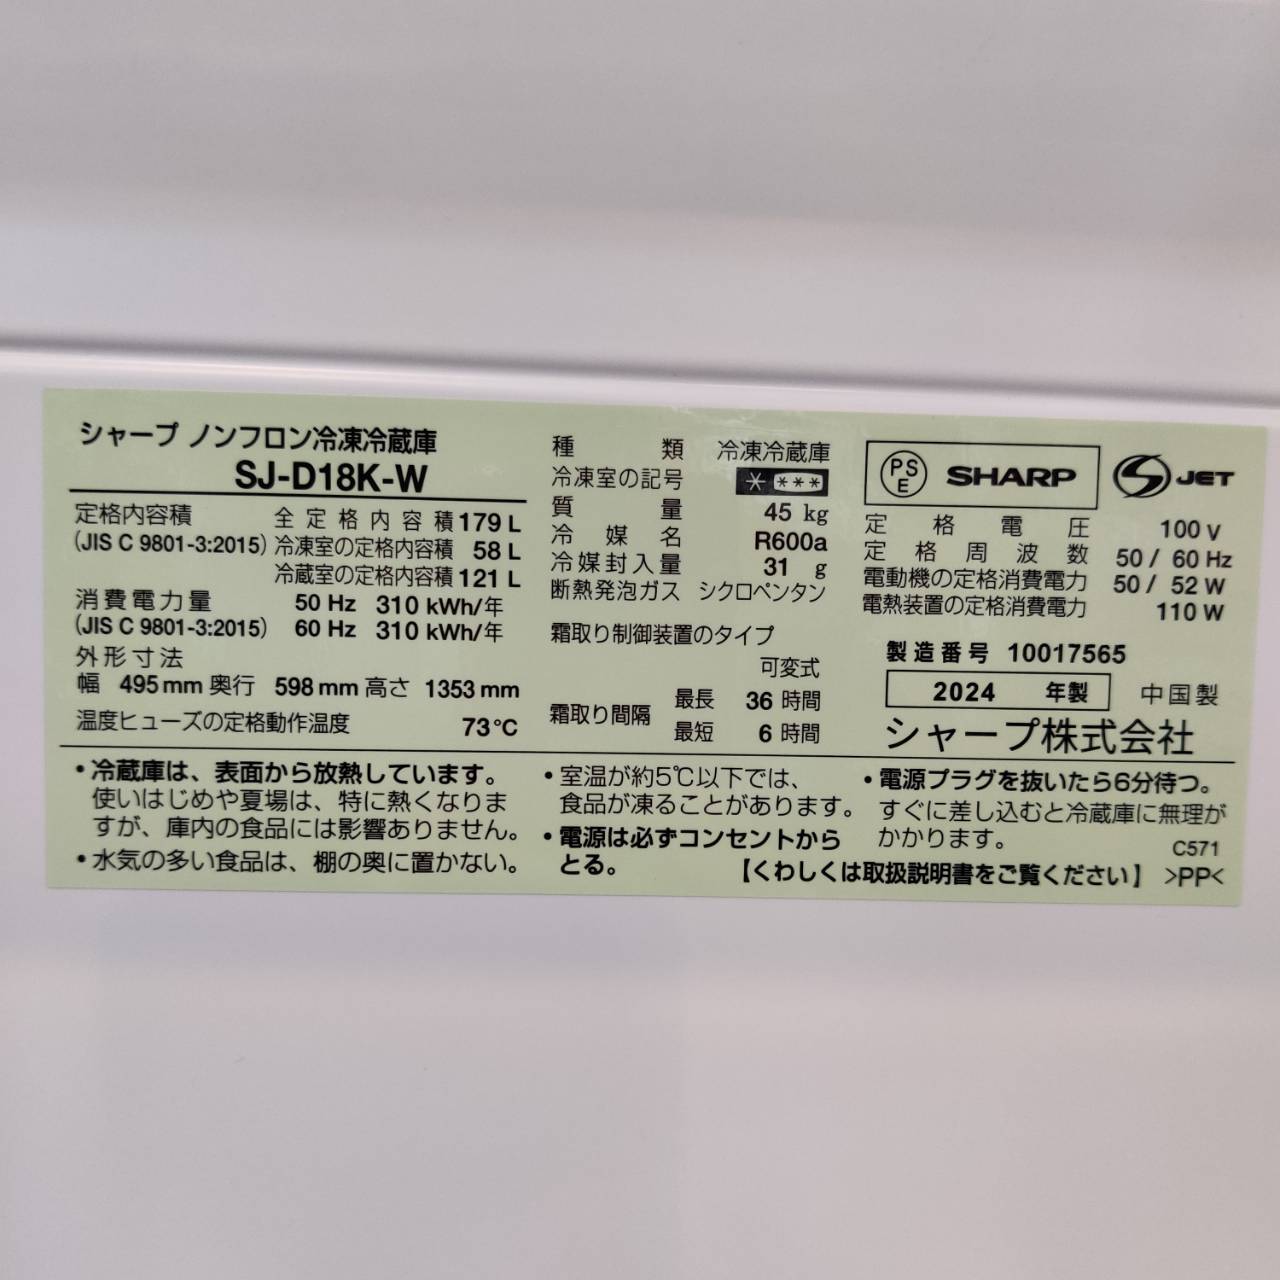 シャープ ノンフロン冷凍冷蔵庫
SJ-D18K-W
定格内容積 全定格内容積 179 L
(JIS C 9801-3:2015) 冷凍室の定格内容積 58 L
冷蔵室の定格内容積 121 L
消費電力量 50 Hz 310 kWh/年
(JIS C 9801-3:2015) 60 Hz 310 kWh/年
外形寸法
幅 495 mm 奥行 598 mm 高さ 1353 mm
温度ヒューズの定格動作温度 73℃
種類 冷凍冷蔵庫
冷凍室の記号 * ***
質量 45 kg
冷媒名 R600a
冷媒封入量 31 g
断熱発泡ガス シクロペンタン
霜取り制御装置のタイプ
可変式
霜取り間隔 最長 36 時間
最短 6 時間
PSE SHARP S JET
定格電圧 100 V
定格周波数 50 / 60 Hz
電動機の定格消費電力 50 / 52 W
電熱装置の定格消費電力 110 W
製造番号 10017565
2024 年製 中国製
シャープ株式会社
・冷蔵庫は、表面から放熱しています。
使いはじめや夏場は、特に熱くなりま
すが、庫内の食品には影響ありません。
・水気の多い食品は、棚の奥に置かない。
・室温が約5℃以下では、
食品が凍ることがあります。
・電源は必ずコンセントから
とる。
・電源プラグを抜いたら6分待つ。
すぐに差し込むと冷蔵庫に無理が
かかります。
C571
【くわしくは取扱説明書をご覧ください】 >PP<